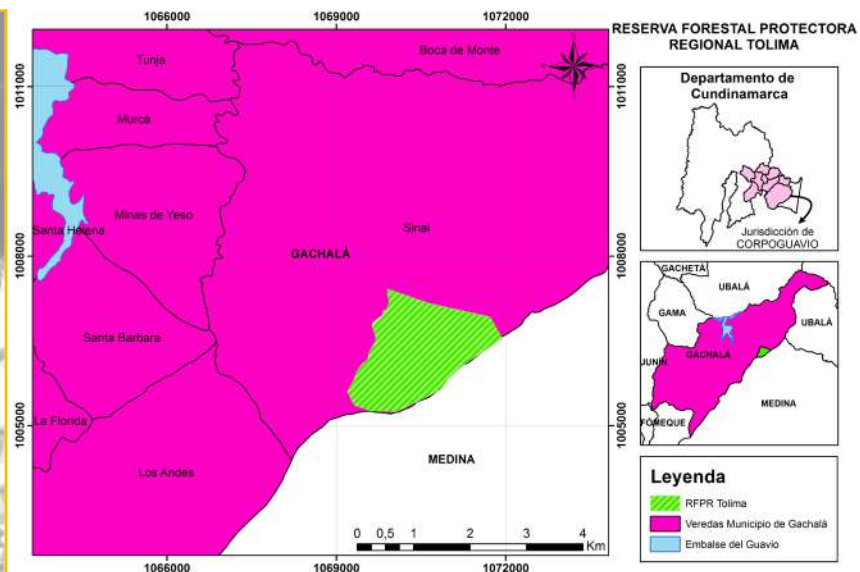 1066000 1069000 1072000
RESERVA FORESTAL PROTECTORA
REGIONAL TOLIMA
Tunja
Boca de Monte
1011000
1011000
Murca
Minas de Yeso
Santa Helena
Sinai
GACHALÁ
1008000
1008000
Santa Barbara
La Florida
1005000
1005000
Los Andes
MEDINA
0 0,5 1 2 3 4
Km
1066000 1069000 1072000
Departamento de
Cundinamarca
Jurisdicción de
CORPOGUAVIO
GACHETÁ
UBALÁ
GAMA
UBALÁ
JUNÍN
GACHALÁ
MEDINA
FÓMEQUE
Leyenda
RFPR Tolima
Veredas Municipio de Gachalá
Embalse del Guavio